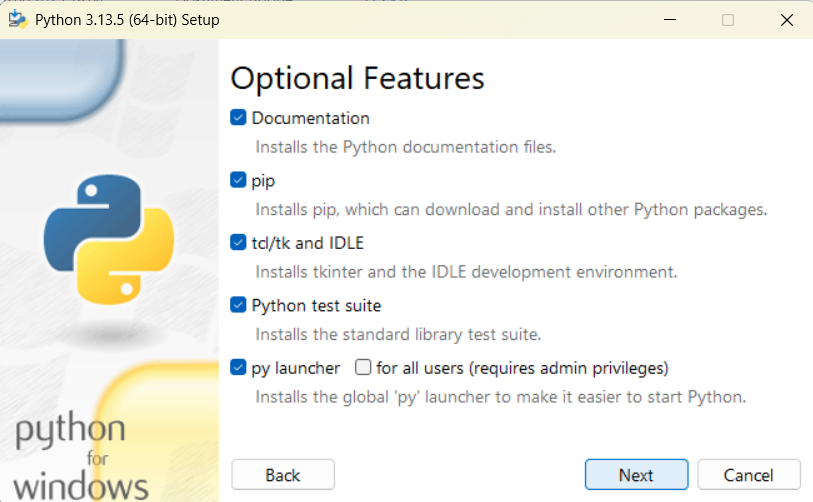 Python 3.13.5 (64-bit) Setup
Optional Features
Documentation
Installs the Python documentation files.
pip
Installs pip, which can download and install other Python packages.
tcl/tk and IDLE
Installs tkinter and the IDLE development environment.
Python test suite
Installs the standard library test suite.
py launcher for all users (requires admin privileges)
Installs the global 'py' launcher to make it easier to start Python.
python
for
windows
Back Next Cancel